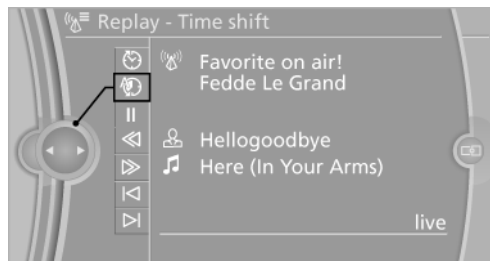 Replay - Time shift
Favorite on air!
Fedde Le Grand
Hellogoodbye
Here (In Your Arms)
live